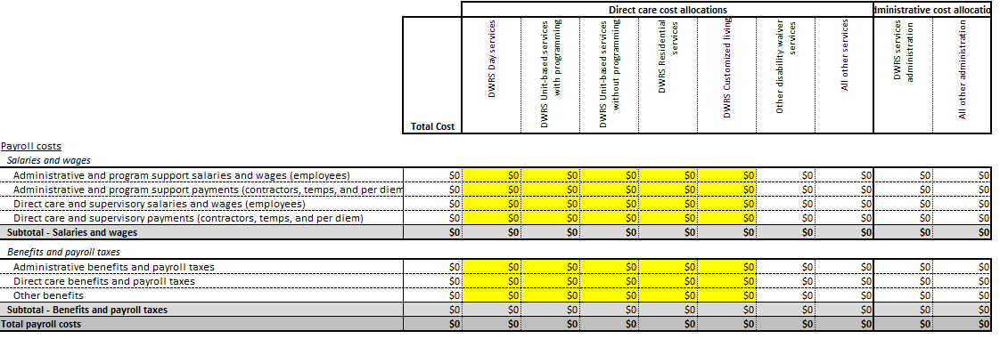 Direct care cost allocations dministrative cost allocatio
Total Cost
DWRS Day services
DWRS Unit-based services
with programming
DWRS Unit-based services
without programming
DWRS Residential
services
DWRS Customized living
Other disability waiver
services
All other services
DWRS services
administration
All other administration
Payroll costs
Salaries and wages
Administrative and program support salaries and wages (employees) $0 $0 $0 $0 $0 $0 $0 $0 $0 $0
Administrative and program support payments (contractors, temps, and per diem $0 $0 $0 $0 $0 $0 $0 $0 $0 $0
Direct care and supervisory salaries and wages (employees) $0 $0 $0 $0 $0 $0 $0 $0 $0 $0
Direct care and supervisory payments (contractors, temps, and per diem) $0 $0 $0 $0 $0 $0 $0 $0 $0 $0
Subtotal - Salaries and wages $0 $0 $0 $0 $0 $0 $0 $0 $0 $0
Benefits and payroll taxes
Administrative benefits and payroll taxes $0 $0 $0 $0 $0 $0 $0 $0 $0 $0
Direct care benefits and payroll taxes $0 $0 $0 $0 $0 $0 $0 $0 $0 $0
Other benefits $0 $0 $0 $0 $0 $0 $0 $0 $0 $0
Subtotal - Benefits and payroll taxes $0 $0 $0 $0 $0 $0 $0 $0 $0 $0
Total payroll costs $0 $0 $0 $0 $0 $0 $0 $0 $0 $0